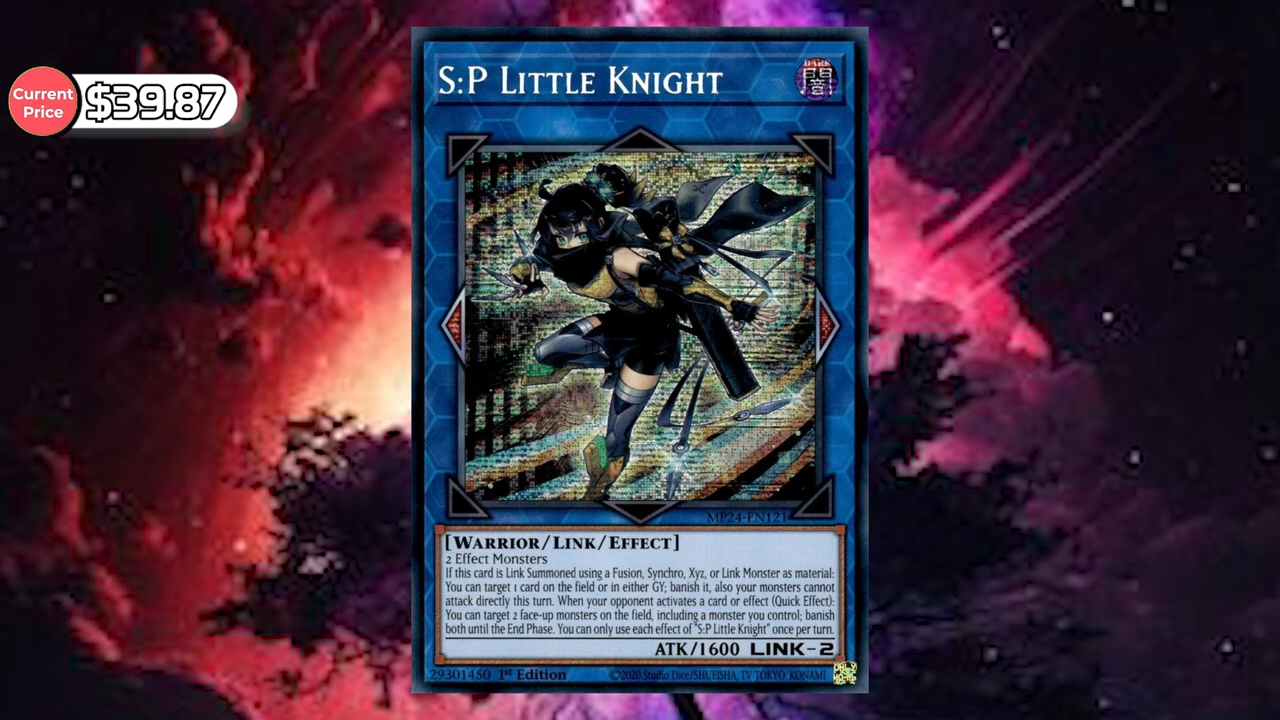 Current
Price
$39.87
S:P Little Knight
DARK
闇
MP24-EN121
[Warrior/Link/Effect]
2 Effect Monsters
If this card is Link Summoned using a Fusion, Synchro, Xyz, or Link Monster as material:
You can target 1 card on the field or in either GY; banish it, also your monsters cannot
attack directly this turn. When your opponent activates a card or effect (Quick Effect):
You can target 2 face-up monsters on the field, including a monster you control; banish
both until the End Phase. You can only use each effect of "S:P Little Knight" once per turn.
ATK/1600 LINK-2
29301450 1st Edition ©2020 Studio Dice/SHUEISHA, TV TOKYO, KONAMI